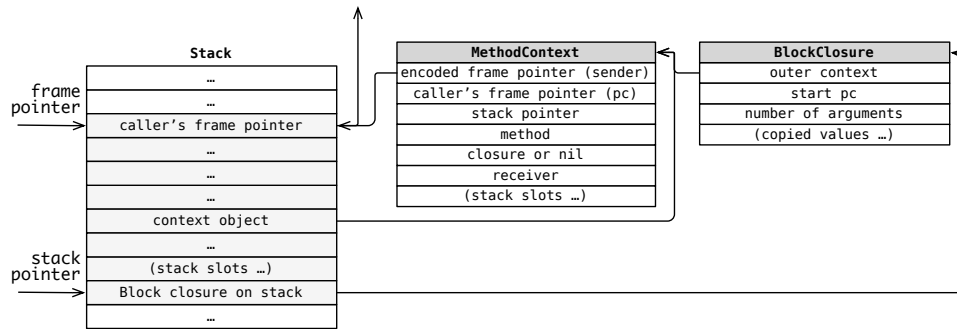 Stack
…
…
caller's frame pointer
…
…
…
context object
…
(stack slots …)
Block closure on stack
…
frame
pointer
stack
pointer
MethodContext
encoded frame pointer (sender)
caller's frame pointer (pc)
stack pointer
method
closure or nil
receiver
(stack slots …)
BlockClosure
outer context
start pc
number of arguments
(copied values …)